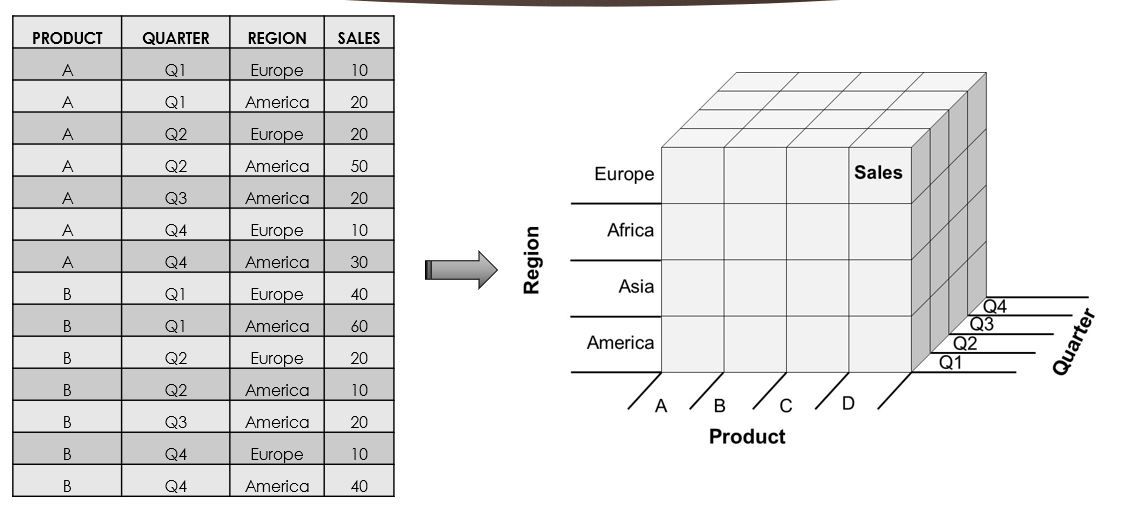 PRODUCT QUARTER REGION SALES
A Q1 Europe 10
A Q1 America 20
A Q2 Europe 20
A Q2 America 50
A Q3 America 20
A Q4 Europe 10
A Q4 America 30
B Q1 Europe 40
B Q1 America 60
B Q2 Europe 20
B Q2 America 10
B Q3 America 20
B Q4 Europe 10
B Q4 America 40
Region
Europe
Africa
Asia
America
Sales
A B C D
Product
Q4
Q3
Q2
Q1
Quarter